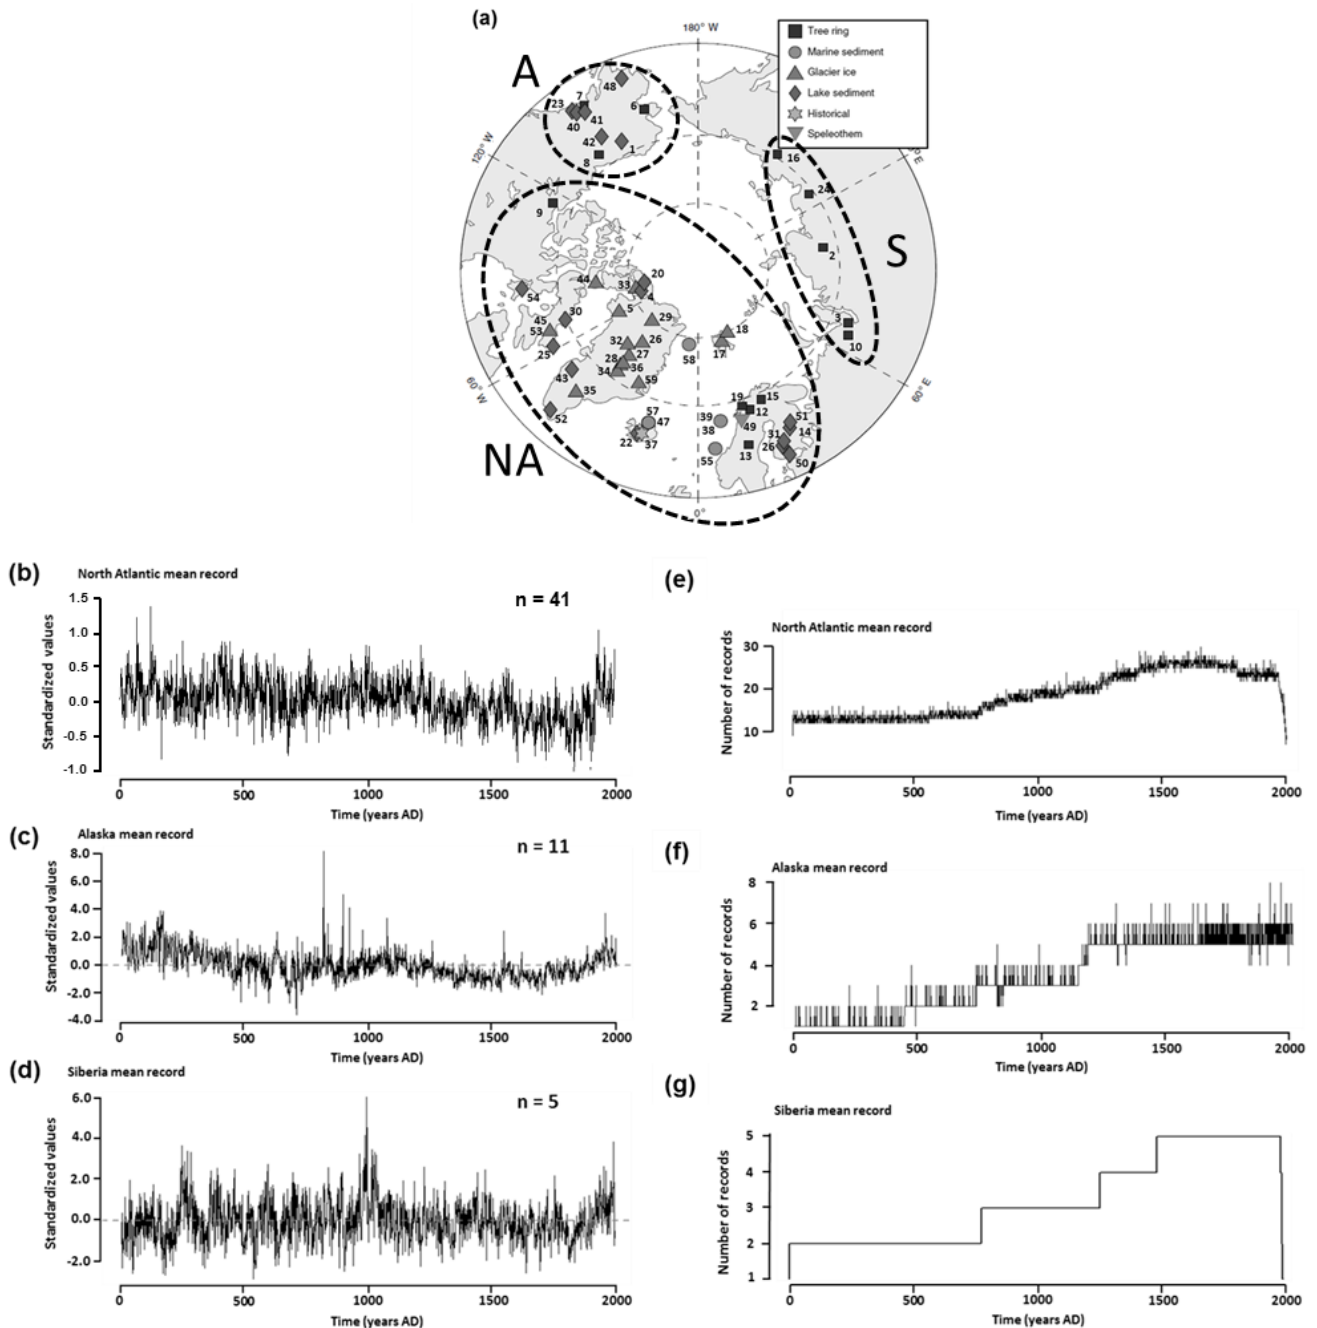 (a)
180° W
Tree ring
Marine sediment
Glacier ice
Lake sediment
Historical
Speleothem
A
48
7
23
6
41
40
42
1
8
16
120° W
° E
24
9
S
2
20
44
33
4
54
5
3
30
45
29
53
18
10
32
26
25
27
17
58
28
36
43
34
59
60° W
60° E
35
19
15
12
52
57
39
51
47
49
14
38
31
22
37
26
13
NA
55
50
0°
(b)
North Atlantic mean record
n = 41
Standardized values
1.5
1.0
0.5
0.0
-0.5
-1.0
0 500 1000 1500 2000
Time (years AD)
(e)
North Atlantic mean record
Number of records
30
20
10
0 500 1000 1500 2000
Time (years AD)
(c)
Alaska mean record
n = 11
Standardized values
8.0
6.0
4.0
2.0
0.0
-2.0
-4.0
0 500 1000 1500 2000
Time (years AD)
(f)
Alaska mean record
Number of records
8
6
4
2
0 500 1000 1500 2000
Time (years AD)
(d)
Siberia mean record
n = 5
Standardized values
6.0
4.0
2.0
0.0
-2.0
0 500 1000 1500 2000
Time (years AD)
(g)
Siberia mean record
Number of records
5
4
3
2
1
0 500 1000 1500 2000
Time (years AD)